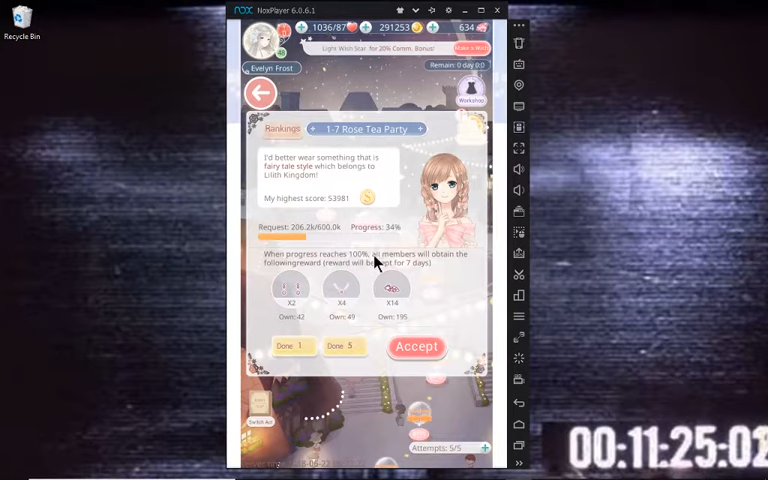 NOX NoxPlayer 6.0.6.1
Recycle Bin
1036/87
291253
634
48
Light Wish Star for 20% Comm. Bonus!
Make a Wish
Evelyn Frost
Remain: 0 day 0:0
Workshop
Rankings
1-7 Rose Tea Party
I'd better wear something that is
fairy tale style which belongs to
Lilith Kingdom!
My highest score: 53981
S
Request: 206.2k/600.0k Progress: 34%
When progress reaches 100%, members will obtain the
followingreward (reward will be for 7 days)
X2 X4 X14
Own: 42 Own: 49 Own: 195
Done 1
Done 5
Accept
Switch Act
Attempts: 5/5
00:11:25:02